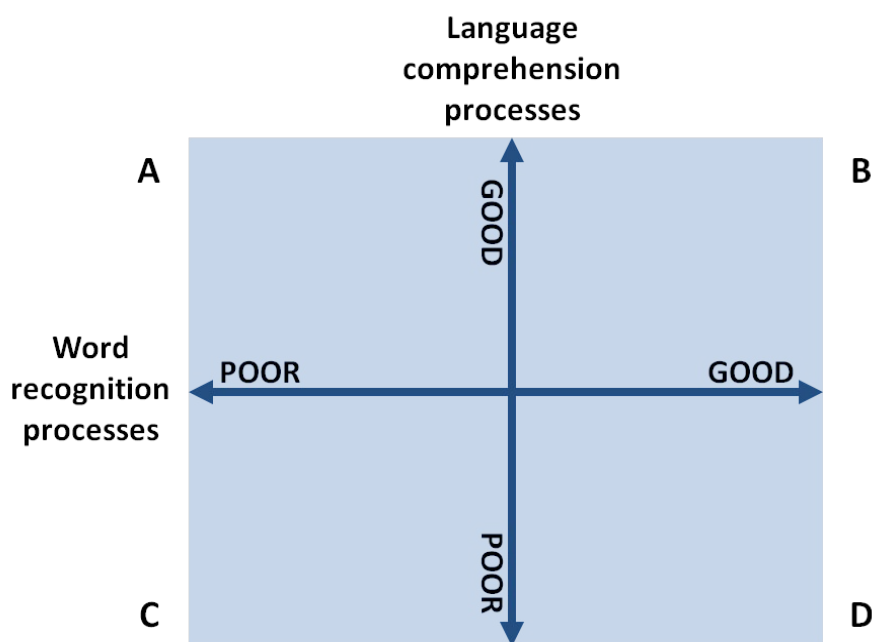 Language
comprehension
processes
A
B
GOOD
Word
recognition
processes
POOR
GOOD
POOR
C
D